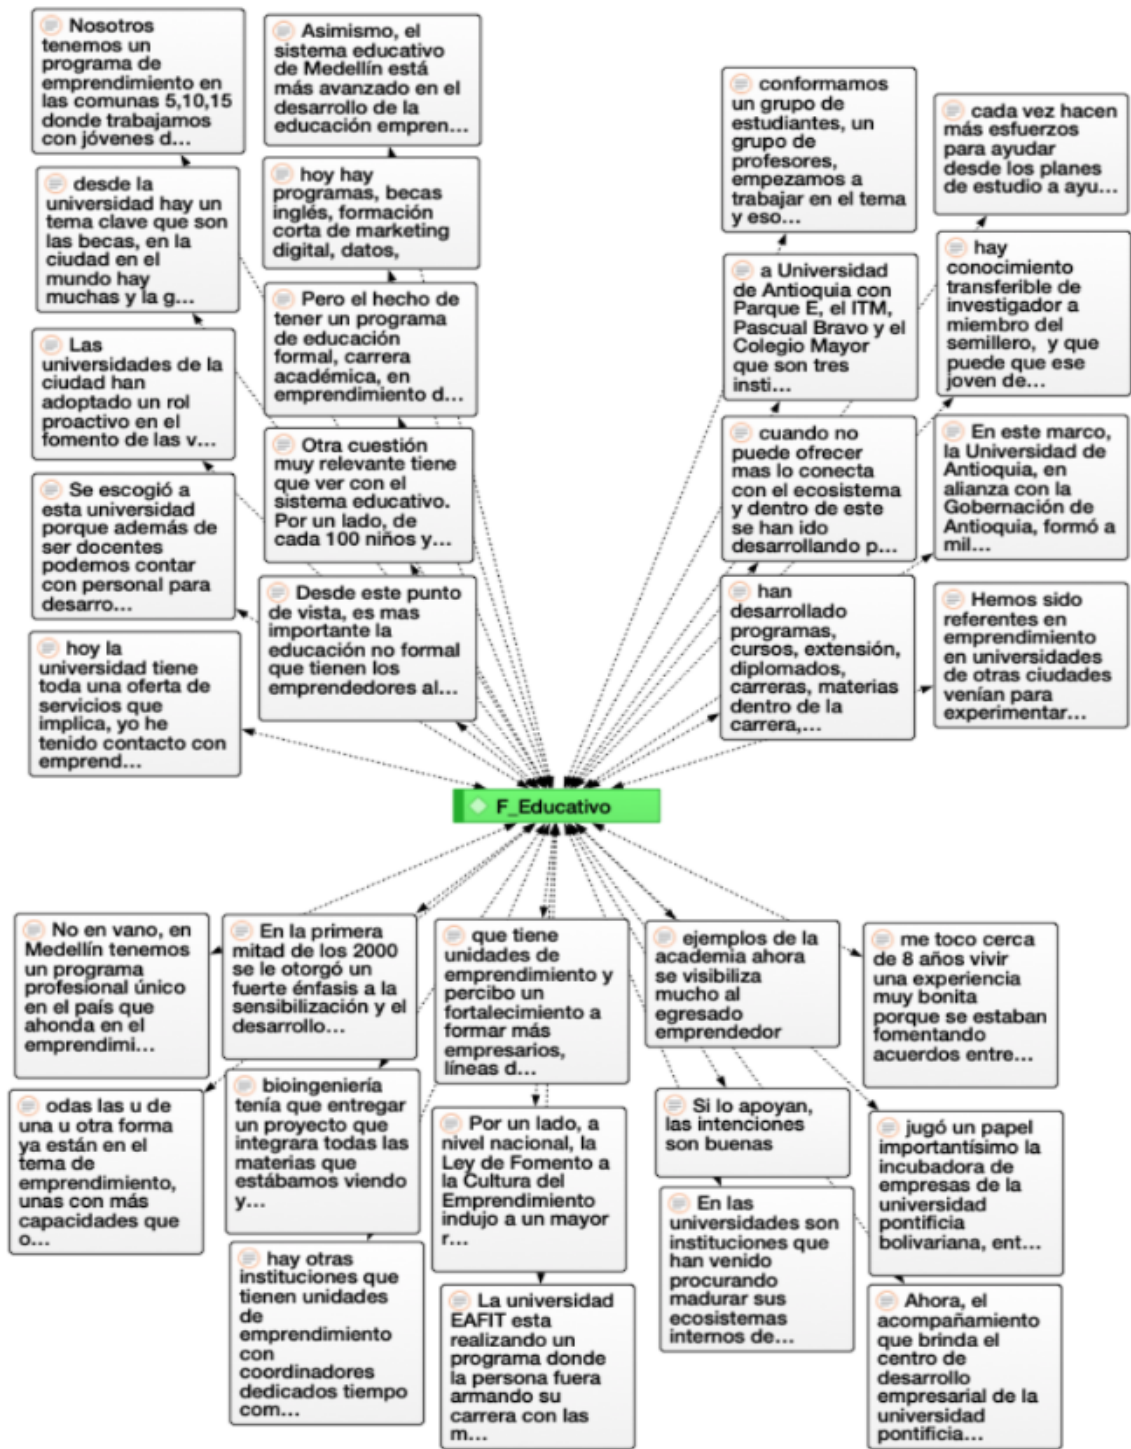 Nosotros
tenemos un
programa de
emprendimiento en
las comunas 5,10,15
donde trabajamos
con jóvenes d...
Asimismo, el
sistema educativo
de Medellín está
más avanzado en el
desarrollo de la
educación empren...
desde la
universidad hay un
tema clave que son
las becas, en la
ciudad en el
mundo hay
muchas y la g...
hoy hay
programas, becas
inglés, formación
corta de marketing
digital, datos,
Las
universidades de la
ciudad han
adoptado un rol
proactivo en el
fomento de las v...
Pero el hecho de
tener un programa
de educación
formal, carrera
académica, en
emprendimiento d...
Se escogió a
esta universidad
porque además de
ser docentes
podemos contar
con personal para
desarro...
Otra cuestión
muy relevante tiene
que ver con el
sistema educativo.
Por un lado, de
cada 100 niños y...
hoy la
universidad tiene
toda una oferta de
servicios que
implica, yo he
tenido contacto con
emprend...
Desde este punto
de vista, es mas
importante la
educación no formal
que tienen los
emprendedores al...
conformamos
un grupo de
estudiantes, un
grupo de
profesores,
empezamos a
trabajar en el tema
y eso...
cada vez hacen
más esfuerzos
para ayudar
desde los planes
de estudio a ayu...
a Universidad
de Antioquia con
Parque E, el ITM,
Pascual Bravo y el
Colegio Mayor
que son tres
insti...
hay
conocimiento
transferible de
investigador a
miembro del
semillero, y que
puede que ese
joven de...
cuando no
puede ofrecer
mas lo conecta
con el ecosistema
y dentro de este
se han ido
desarrollando p...
En este marco,
la Universidad de
Antioquia, en
alianza con la
Gobernación de
Antioquia, formó a
mil...
han
desarrollado
programas,
cursos, extensión,
diplomados,
carreras, materias
dentro de la
carrera,...
Hemos sido
referentes en
emprendimiento
en universidades
de otras ciudades
venían para
experimentar...
F_Educativo
No en vano, en
Medellín tenemos
un programa
profesional único
en el país que
ahonda en el
emprendimi...
En la primera
mitad de los 2000
se le otorgó un
fuerte énfasis a la
sensibilización y el
desarrollo...
que tiene
unidades de
emprendimiento y
percibo un
fortalecimiento a
formar más
empresarios,
líneas d...
ejemplos de la
academia ahora
se visibiliza
mucho al
egresado
emprendedor
me toco cerca
de 8 años vivir
una experiencia
muy bonita
porque se estaban
fomentando
acuerdos entre...
odas las u de
una u otra forma
ya están en el
tema de
emprendimiento,
unas con más
capacidades que
o...
bioingeniería
tenía que entregar
un proyecto que
integrara todas las
materias que
estábamos viendo
y...
Por un lado, a
nivel nacional, la
Ley de Fomento a
la Cultura del
Emprendimiento
indujo a un mayor
r...
Si lo apoyan,
las intenciones
son buenas
jugó un papel
importantísimo la
incubadora de
empresas de la
universidad
pontificia
bolivariana, ent...
hay otras
instituciones que
tienen unidades
de
emprendimiento
con
coordinadores
dedicados tiempo
com...
La universidad
EAFIT esta
realizando un
programa donde
la persona fuera
armando su
carrera con las
m...
En las
universidades son
instituciones que
han venido
procurando
madurar sus
ecosistemas
internos de...
Ahora, el
acompañamiento
que brinda el
centro de
desarrollo
empresarial de la
universidad
pontificia...